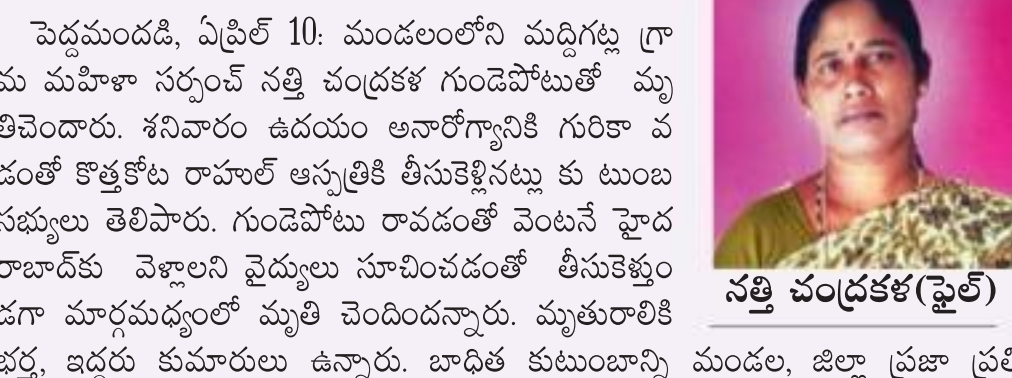 పెద్దమందడి, ఏప్రిల్ 10: మండలంలోని మద్దిగట్ల గ్రా
మ మహిళా సర్పంచ్ నత్తి చంద్రకళ గుండెపోటుతో మృ
తిచెందారు. శనివారం ఉదయం అనారోగ్యానికి గురికా వ
డంతో కొత్తకోట రాహుల్ ఆస్పత్రికి తీసుకెళ్లినట్లు కు టుంబ
సభ్యులు తెలిపారు. గుండెపోటు రావడంతో వెంటనే హైద
రాబాద్‌కు వెళ్లాలని వైద్యులు సూచించడంతో తీసుకెళ్తుం
డగా మార్గమధ్యంలో మృతి చెందిందన్నారు. మృతురాలికి
భర్త, ఇద్దరు కుమారులు ఉన్నారు. బాధిత కుటుంబాన్ని మండల, జిల్లా ప్రజా ప్రతి
నత్తి చంద్రకళ(ఫైల్)